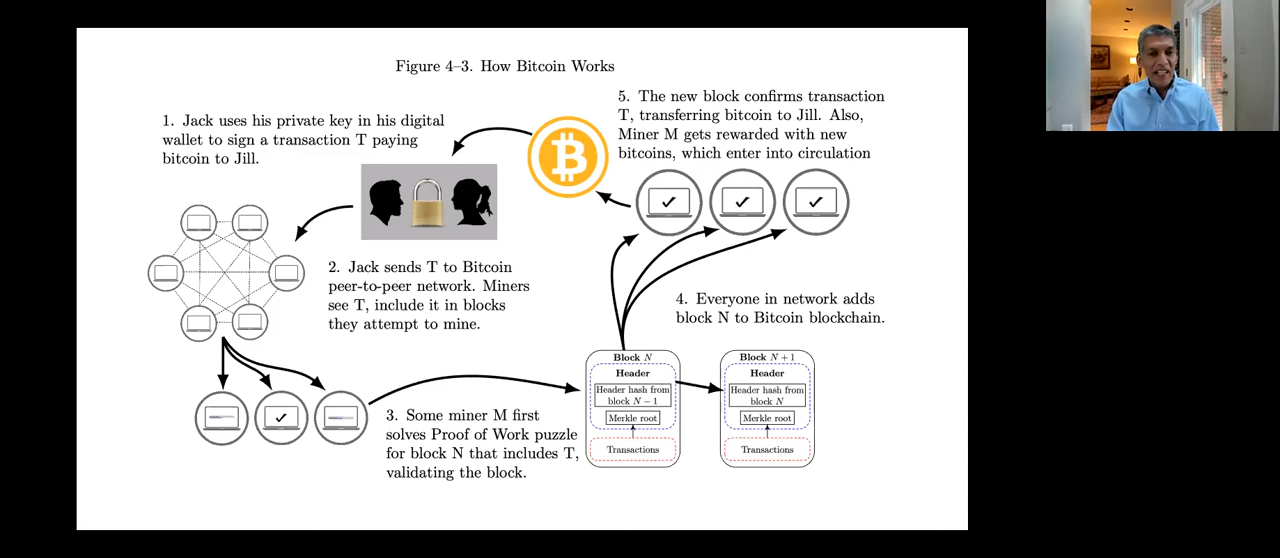 Figure 4–3. How Bitcoin Works
1. Jack uses his private key in his digital
wallet to sign a transaction T paying
bitcoin to Jill.
5. The new block confirms transaction
T, transferring bitcoin to Jill. Also,
Miner M gets rewarded with new
bitcoins, which enter into circulation
2. Jack sends T to Bitcoin
peer-to-peer network. Miners
see T, include it in blocks
they attempt to mine.
4. Everyone in network adds
block N to Bitcoin blockchain.
3. Some miner M first
solves Proof of Work puzzle
for block N that includes T,
validating the block.
Block N
Header
Header hash from
block N − 1
Merkle root
Transactions
Block N + 1
Header
Header hash from
block N
Merkle root
Transactions